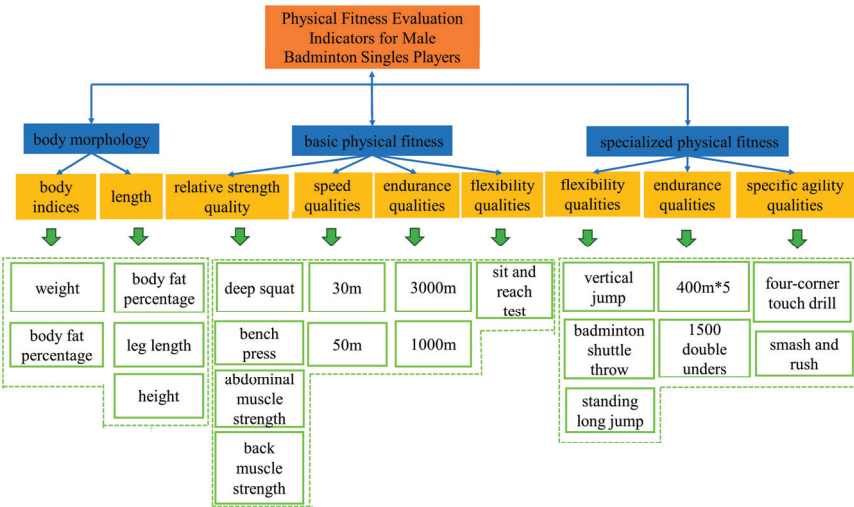 Physical Fitness Evaluation
Indicators for Male
Badminton Singles Players
body morphology
basic physical fitness
specialized physical fitness
body
indices
length
relative strength
quality
speed
qualities
endurance
qualities
flexibility
qualities
flexibility
qualities
endurance
qualities
specific agility
qualities
weight
body fat
percentage
body fat
percentage
leg length
height
deep squat
bench
press
abdominal
muscle
strength
back
muscle
strength
30m
50m
3000m
1000m
sit and
reach
test
vertical
jump
badminton
shuttle
throw
standing
long jump
400m*5
1500
double
unders
four-corner
touch drill
smash and
rush